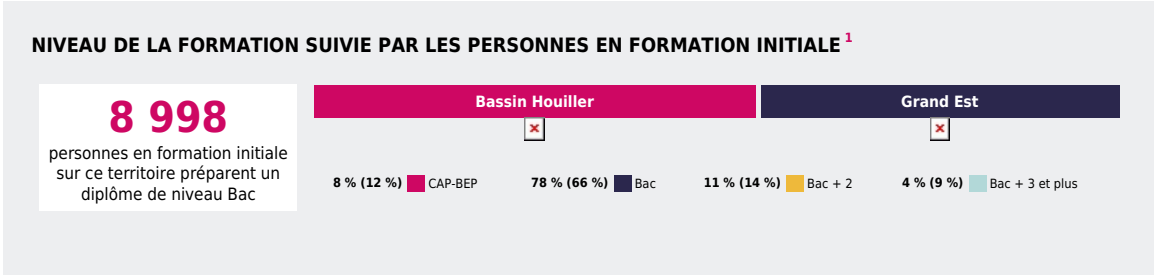 NIVEAU DE LA FORMATION SUIVIE PAR LES PERSONNES EN FORMATION INITIALE 1
8 998
personnes en formation initiale
sur ce territoire préparent un
diplôme de niveau Bac
Bassin Houiller
Grand Est
8 % (12 %) CAP-BEP
78 % (66 %) Bac
11 % (14 %) Bac + 2
4 % (9 %) Bac + 3 et plus